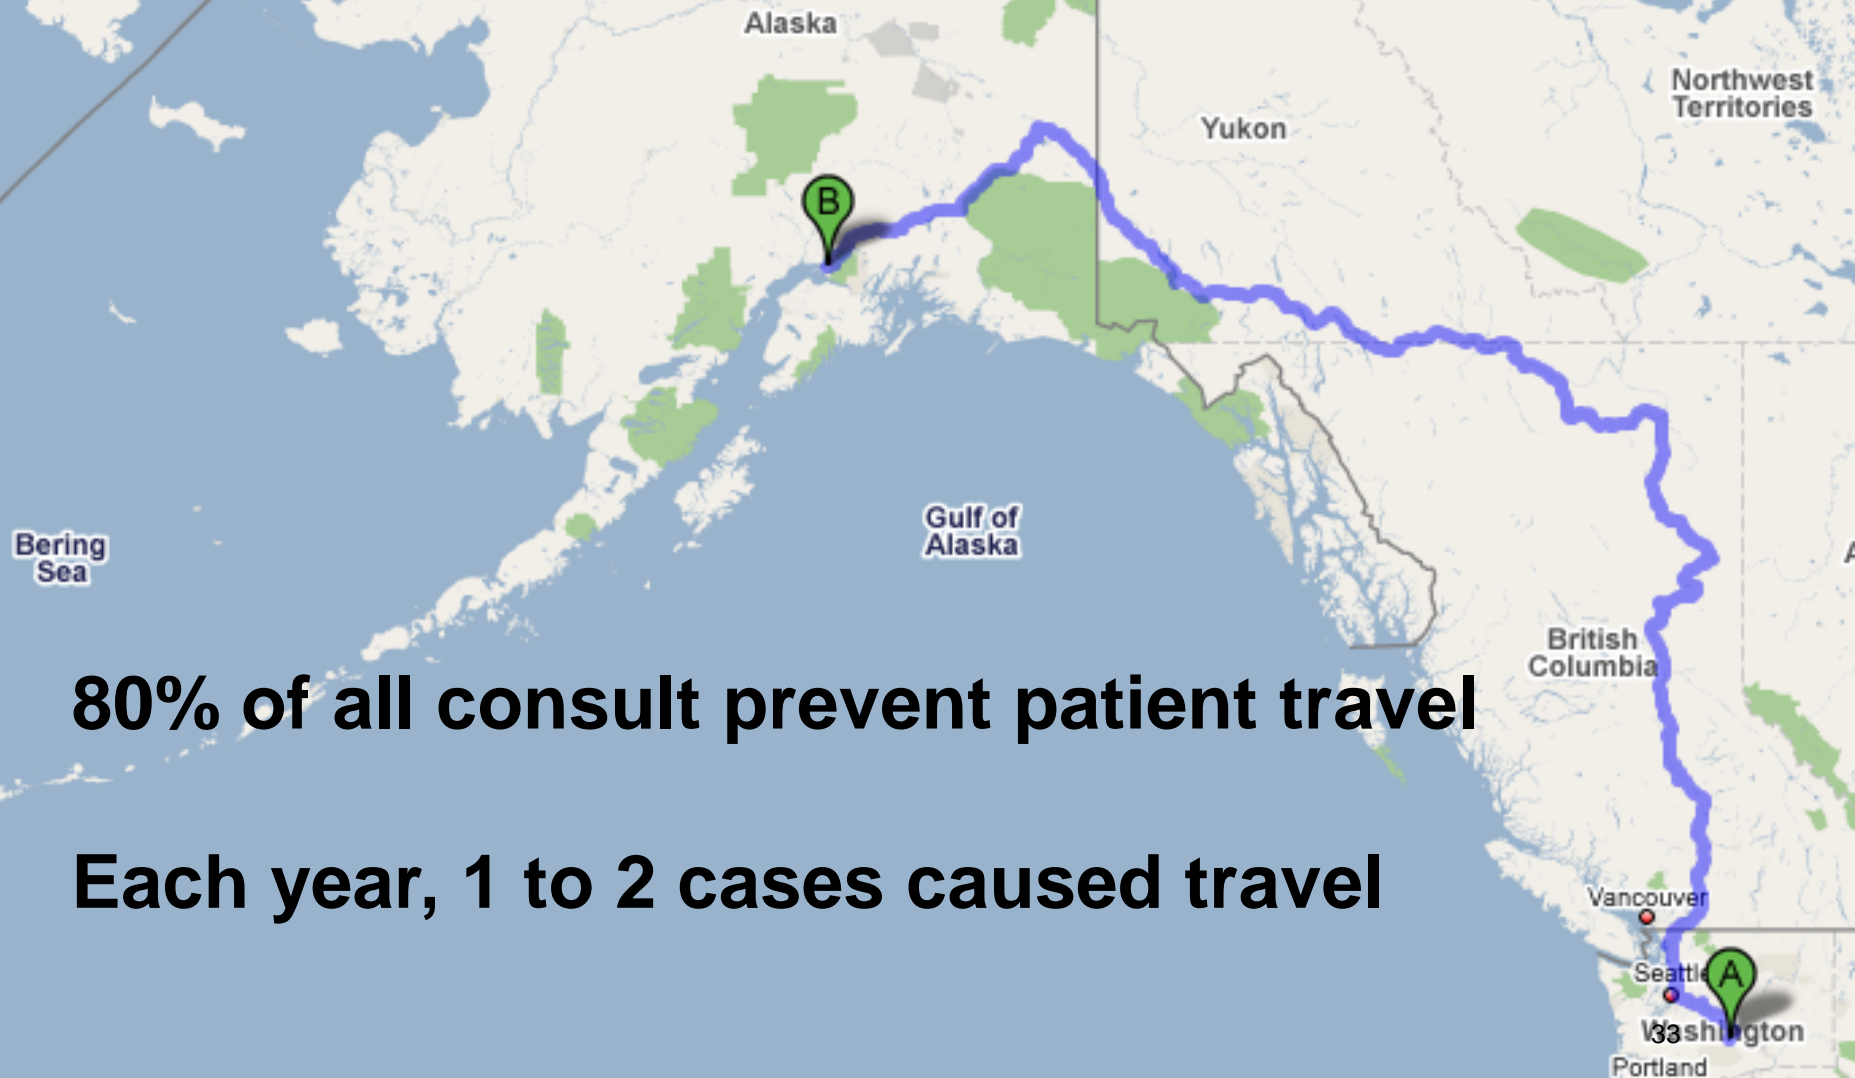 Alaska
Northwest
Territories
Yukon
B
Gulf of
Alaska
Bering
Sea
A
British
Columbia
80% of all consult prevent patient travel
Each year, 1 to 2 cases caused travel
Vancouver
Seattle
A
Washington
33
Portland